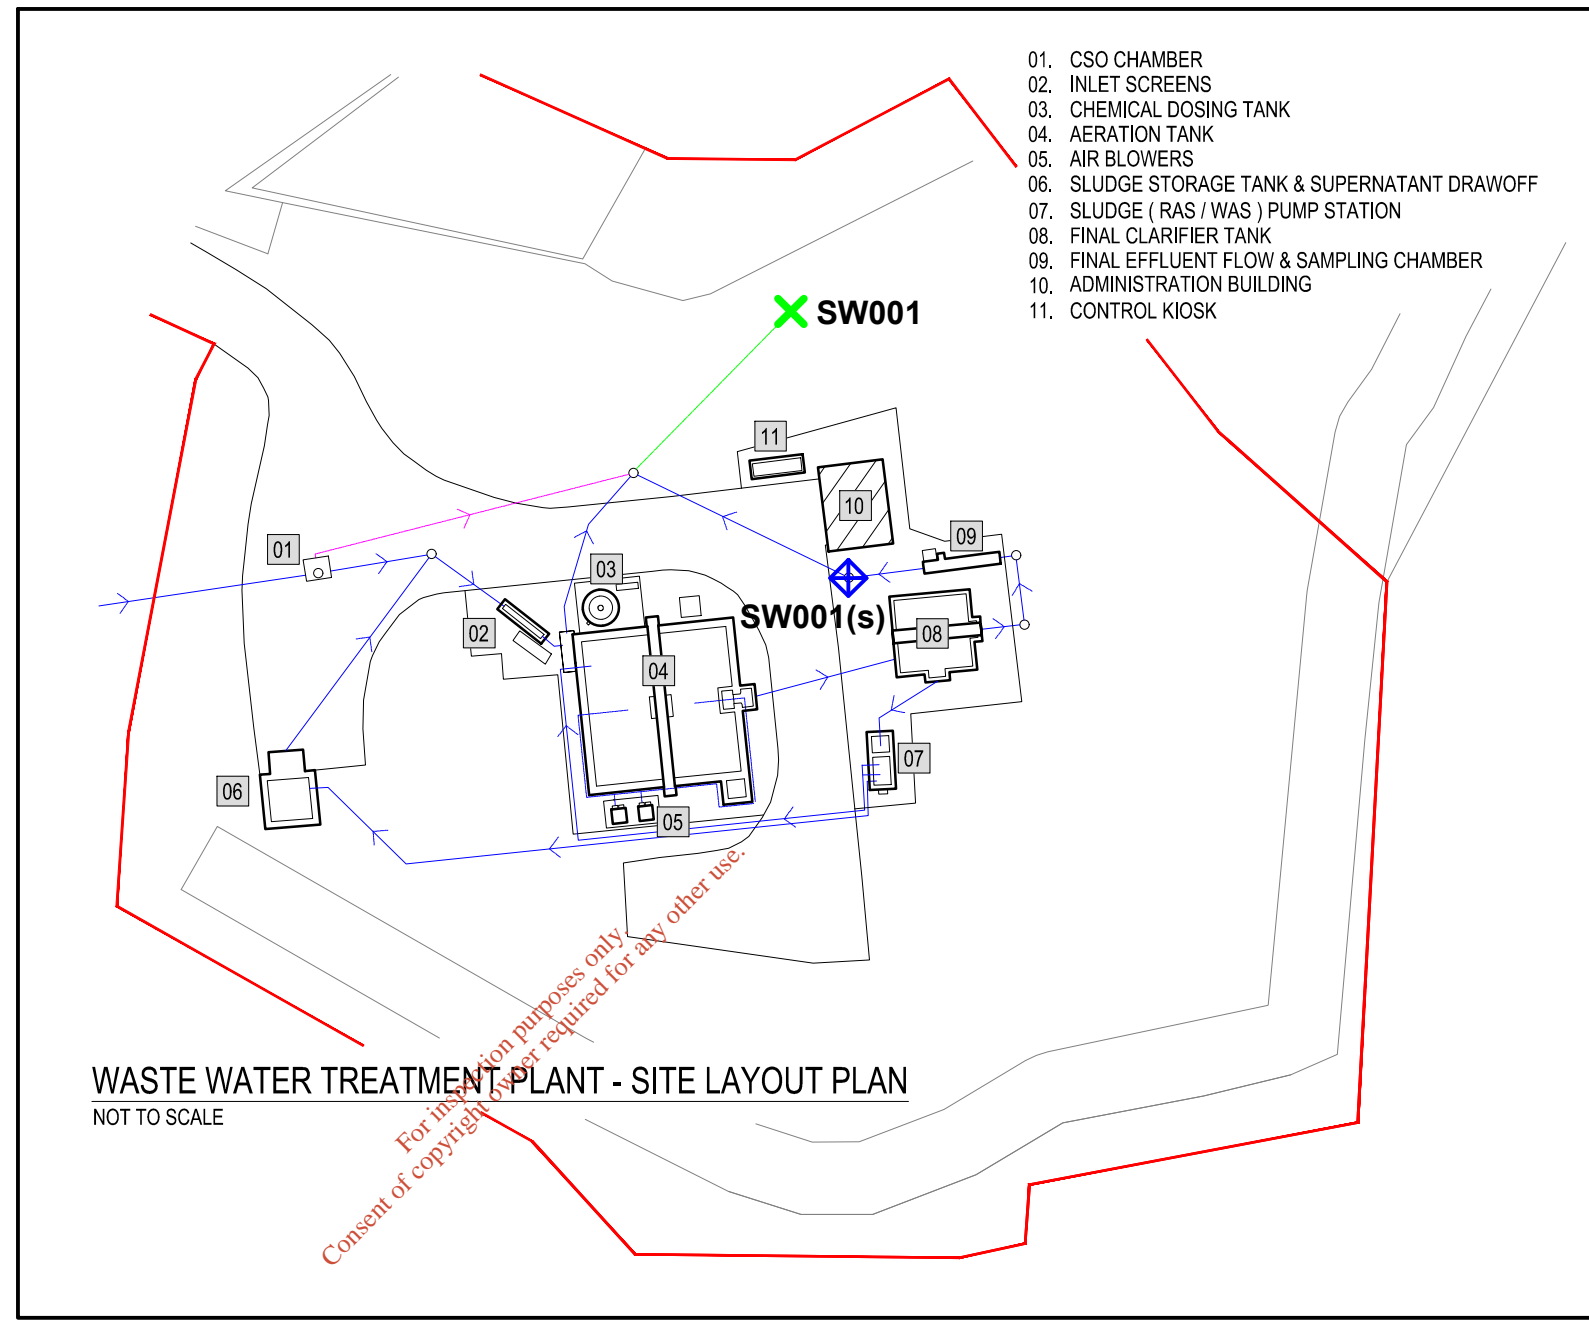 01. CSO CHAMBER
02. INLET SCREENS
03. CHEMICAL DOSING TANK
04. AERATION TANK
05. AIR BLOWERS
06. SLUDGE STORAGE TANK & SUPERNATANT DRAWOFF
07. SLUDGE ( RAS / WAS ) PUMP STATION
08. FINAL CLARIFIER TANK
09. FINAL EFFLUENT FLOW & SAMPLING CHAMBER
10. ADMINISTRATION BUILDING
11. CONTROL KIOSK
SW001
11
10
09
01
03
SW001(s)
02
08
04
07
06
05
For inspection purposes only.
Consent of copyright owner required for any other use.
WASTE WATER TREATMENT PLANT - SITE LAYOUT PLAN
NOT TO SCALE